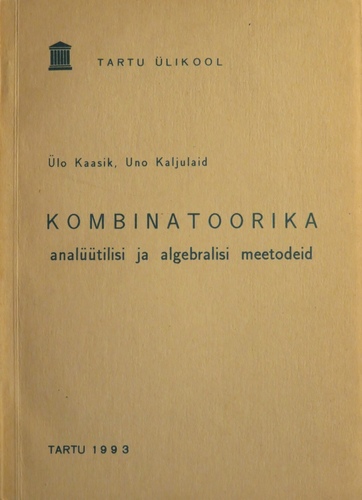 TARTU ÜLIKOOL
Ülo Kaasik, Uno Kaljulaid
KOMBINATOORIKA
analüütilisi ja algebralisi meetodeid
TARTU 1993